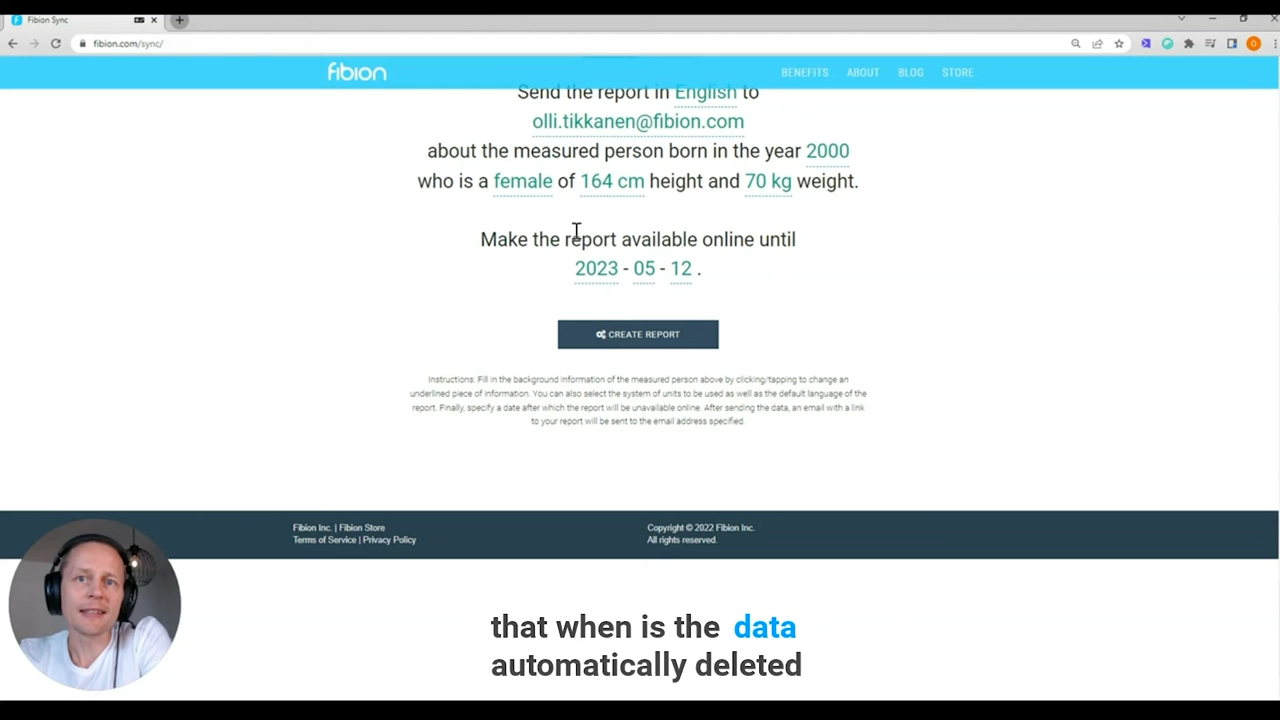 Fibion Sync
fibion.com/sync/
fibion
BENEFITS ABOUT BLOG STORE
Send the report in English to
olli.tikkanen@fibion.com
about the measured person born in the year 2000
who is a female of 164 cm height and 70 kg weight.
Make the report available online until
2023 - 05 - 12 .
CREATE REPORT
Instructions: Fill in the background information of the measured person above by clicking/tapping to change an
underlined piece of information. You can also select the system of units to be used as well as the default language of the
report. Finally, specify a date after which the report will be unavailable online. After sending the data, an email with a link
to your report will be sent to the email address specified.
Fibion Inc. | Fibion Store
Terms of Service | Privacy Policy
Copyright © 2022 Fibion Inc.
All rights reserved.
that when is the data
automatically deleted